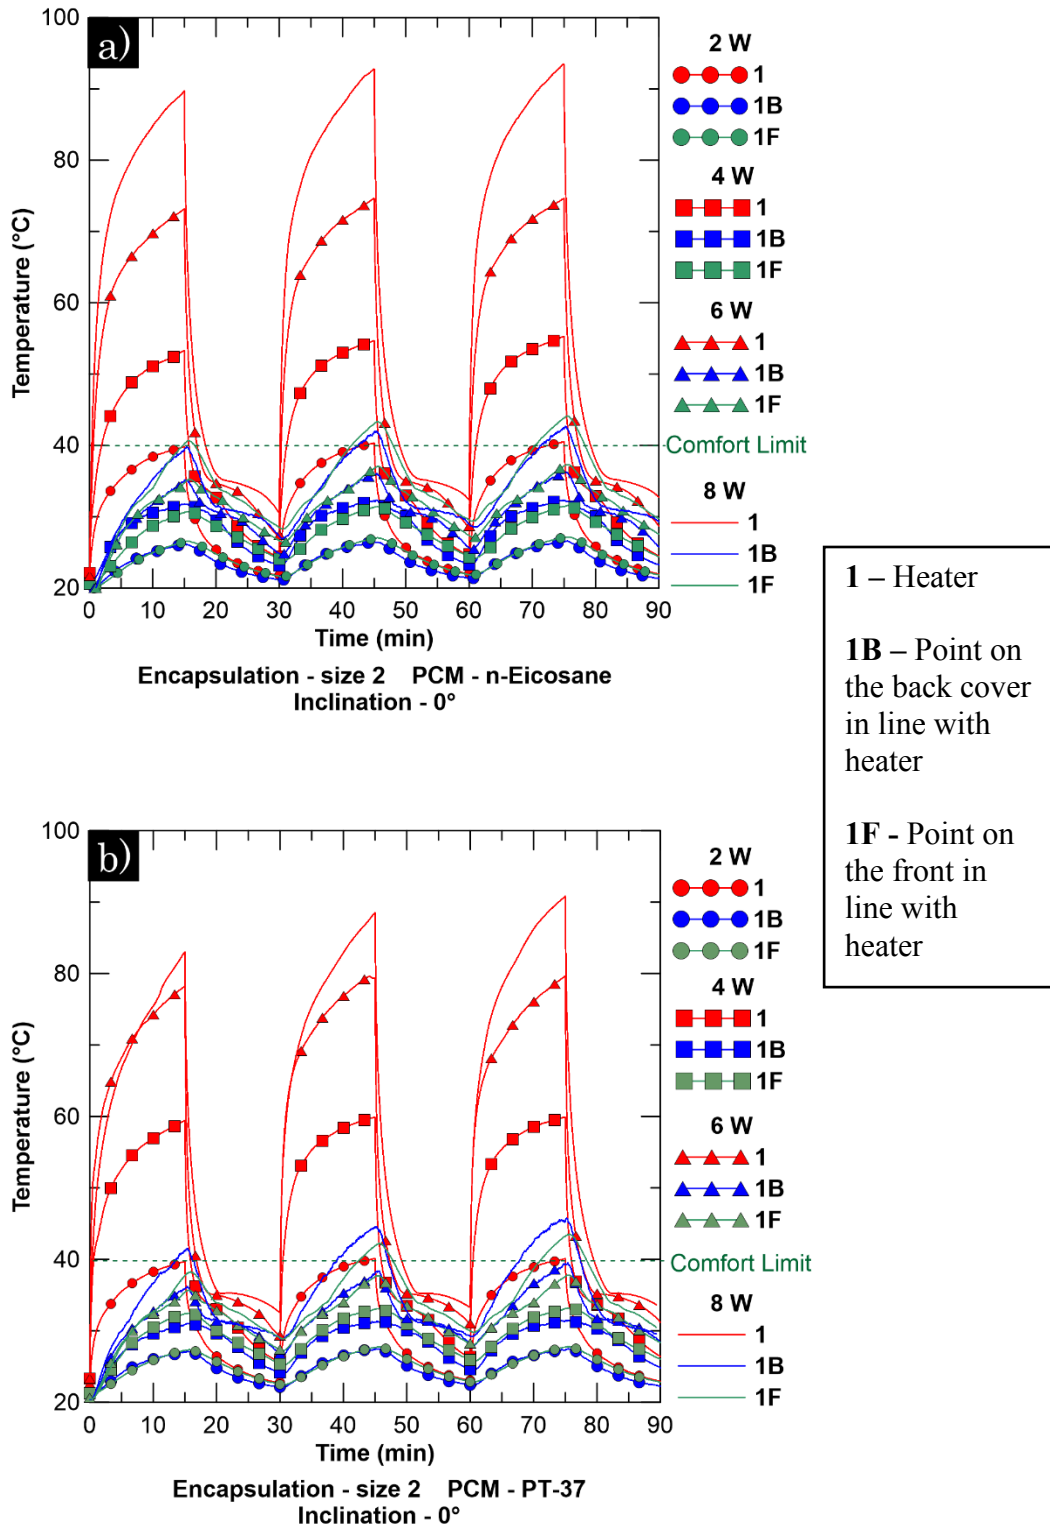 a)
100
80
60
40
20
Temperature (°C)
0 10 20 30 40 50 60 70 80 90
Time (min)
Encapsulation - size 2 PCM - n-Eicosane
Inclination - 0°
2 W
1
1B
1F
4 W
1
1B
1F
6 W
1
1B
1F
Comfort Limit
8 W
1
1B
1F
1 – Heater
1B – Point on
the back cover
in line with
heater
1F - Point on
the front in
line with
heater
b)
100
80
60
40
20
Temperature (°C)
0 10 20 30 40 50 60 70 80 90
Time (min)
Encapsulation - size 2 PCM - PT-37
Inclination - 0°
2 W
1
1B
1F
4 W
1
1B
1F
6 W
1
1B
1F
Comfort Limit
8 W
1
1B
1F